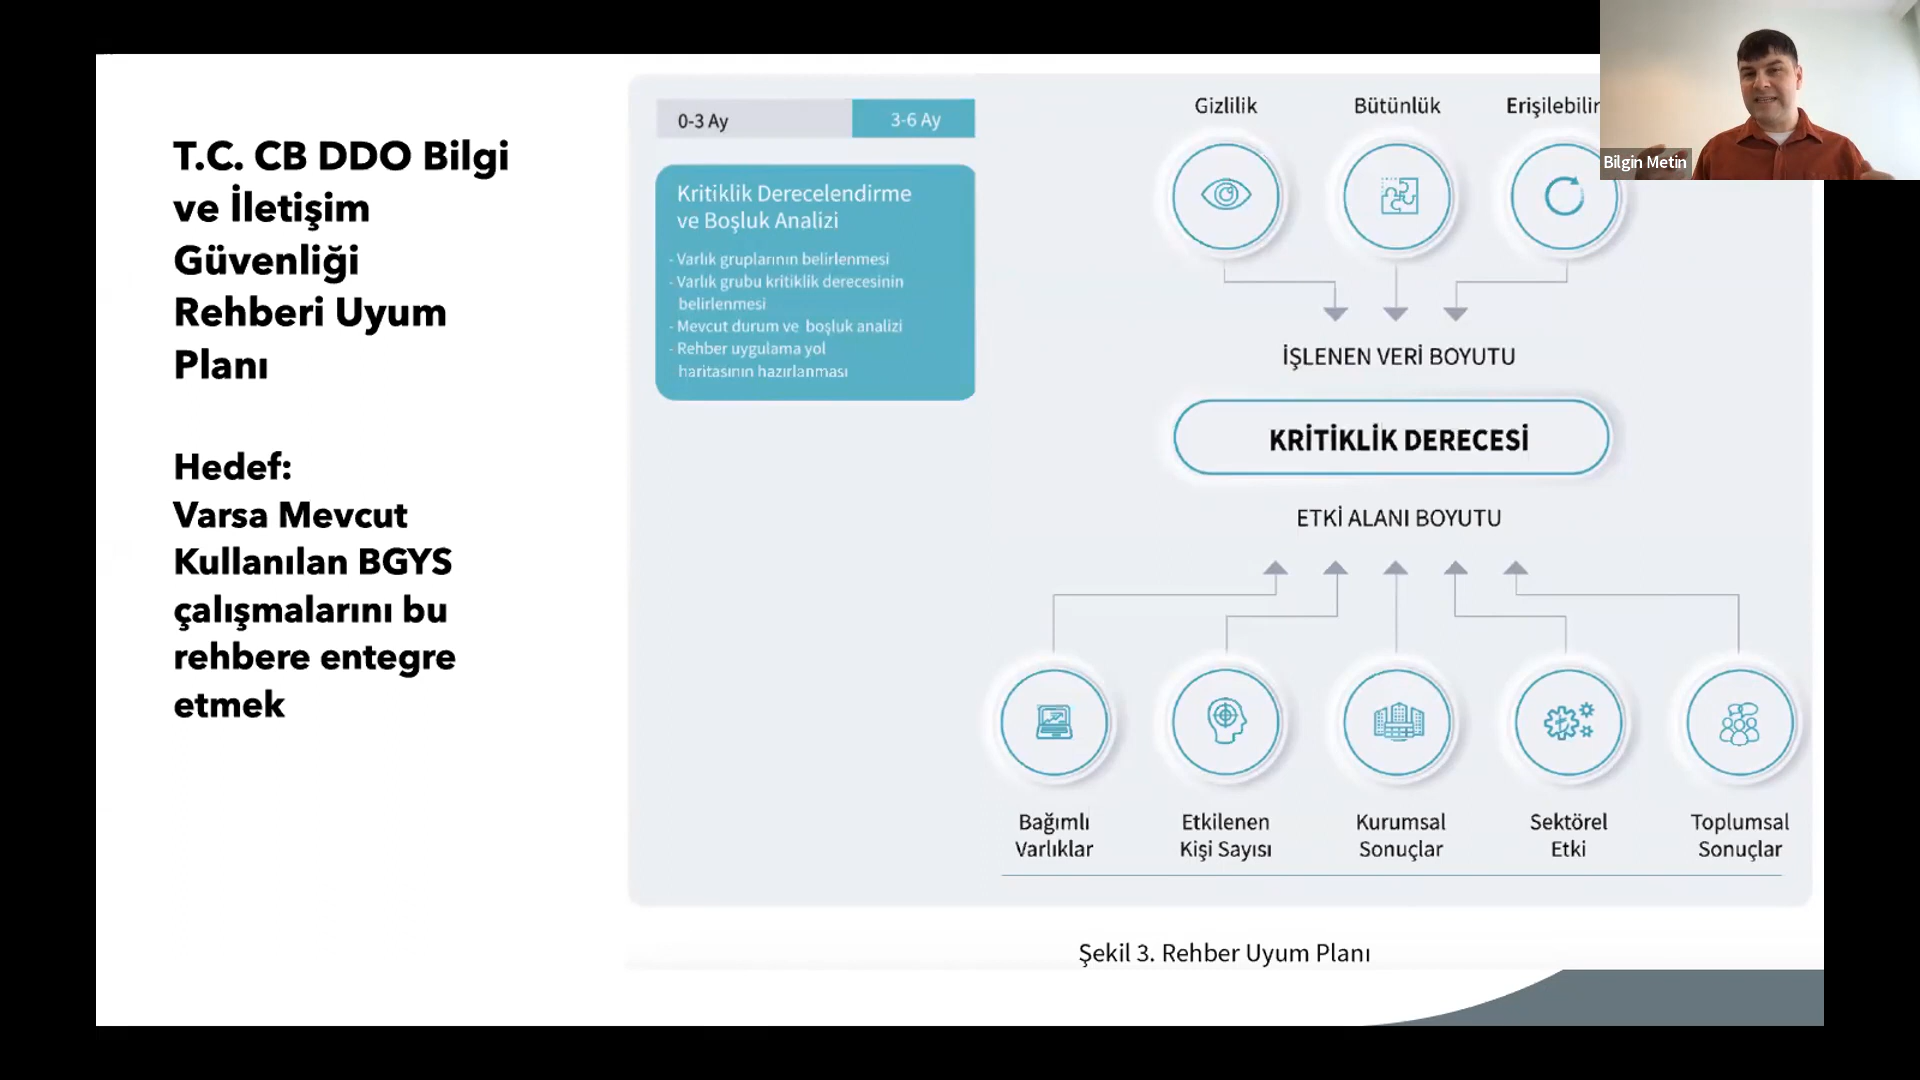 T.C. CB DDO Bilgi
ve İletişim
Güvenliği
Rehberi Uyum
Planı
Hedef:
Varsa Mevcut
Kullanılan BGYS
çalışmalarını bu
rehbere entegre
etmek
0-3 Ay
3-6 Ay
Kritiklik Derecelendirme
ve Boşluk Analizi
- Varlık gruplarının belirlenmesi
- Varlık grubu kritiklik derecesinin
belirlenmesi
- Mevcut durum ve boşluk analizi
- Rehber uygulama yol
haritasının hazırlanması
Gizlilik
Bütünlük
Erişilebilir
Bilgin Metin
İŞLENEN VERİ BOYUTU
KRİTİKLİK DERECESİ
ETKİ ALANI BOYUTU
Bağımlı
Varlıklar
Etkilenen
Kişi Sayısı
Kurumsal
Sonuçlar
Sektörel
Etki
Toplumsal
Sonuçlar
Şekil 3. Rehber Uyum Planı